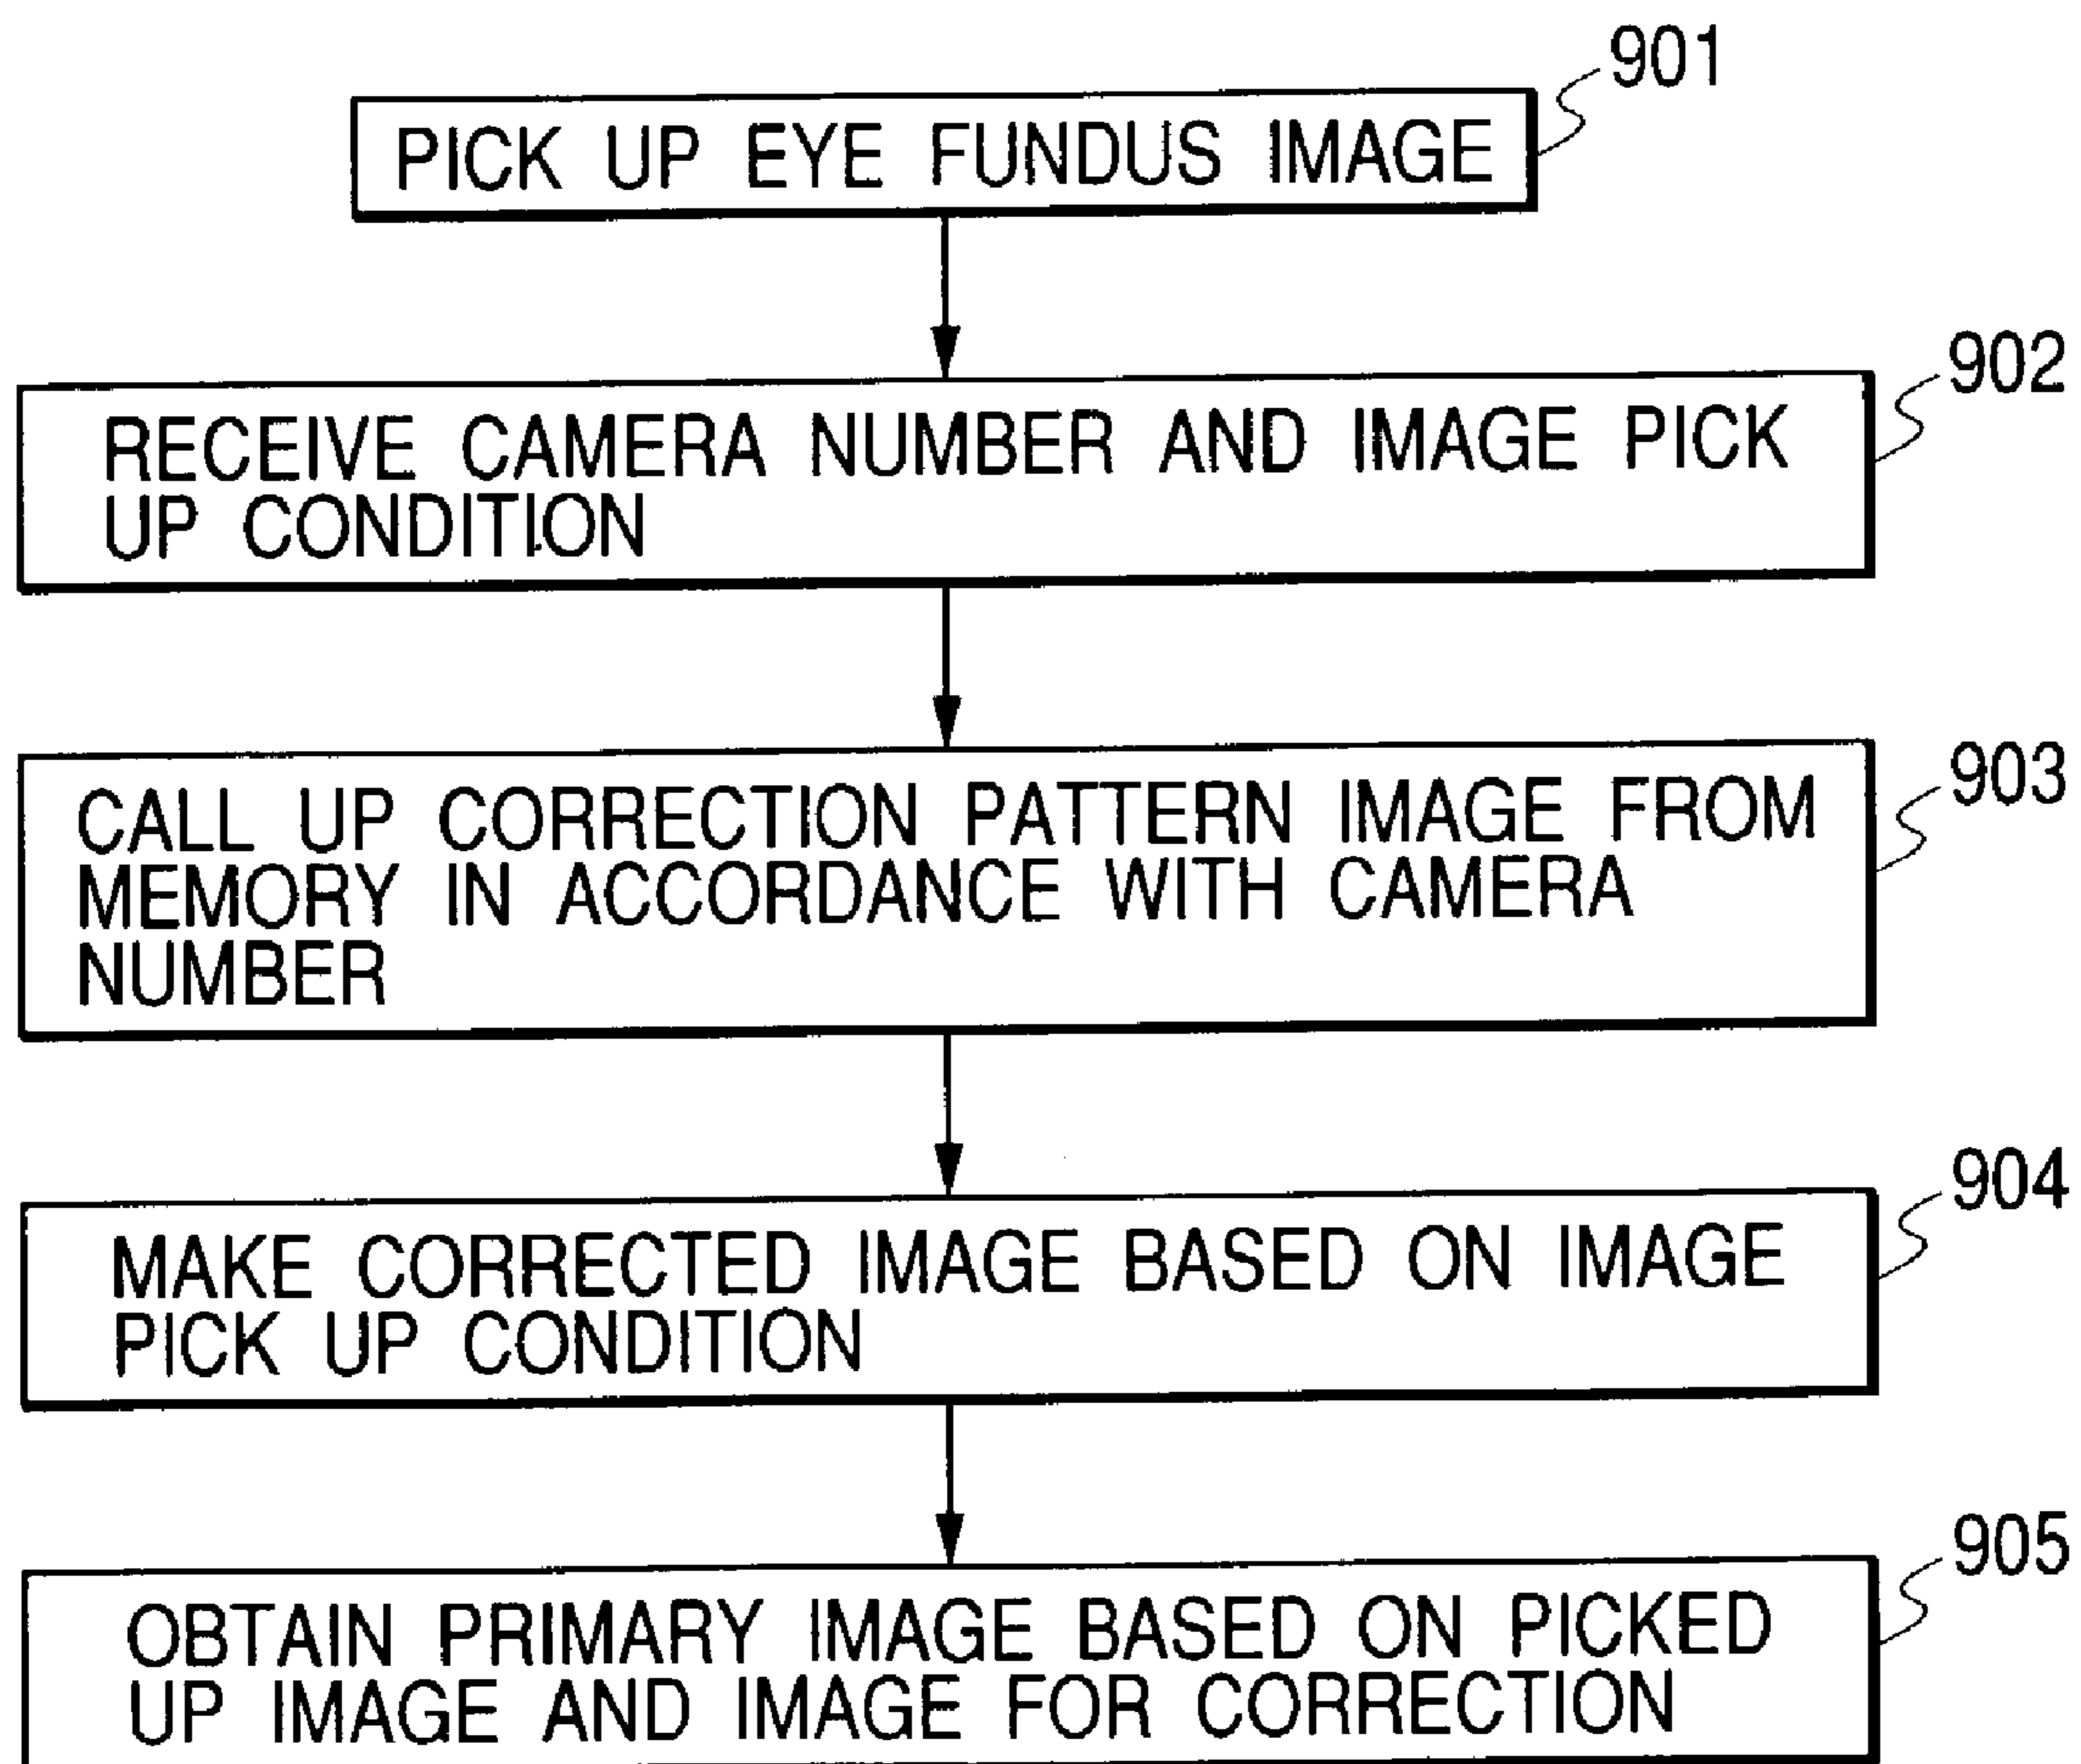 901
PICK UP EYE FUNDUS IMAGE
902
RECEIVE CAMERA NUMBER AND IMAGE PICK
UP CONDITION
903
CALL UP CORRECTION PATTERN IMAGE FROM
MEMORY IN ACCORDANCE WITH CAMERA
NUMBER
904
MAKE CORRECTED IMAGE BASED ON IMAGE
PICK UP CONDITION
905
OBTAIN PRIMARY IMAGE BASED ON PICKED
UP IMAGE AND IMAGE FOR CORRECTION